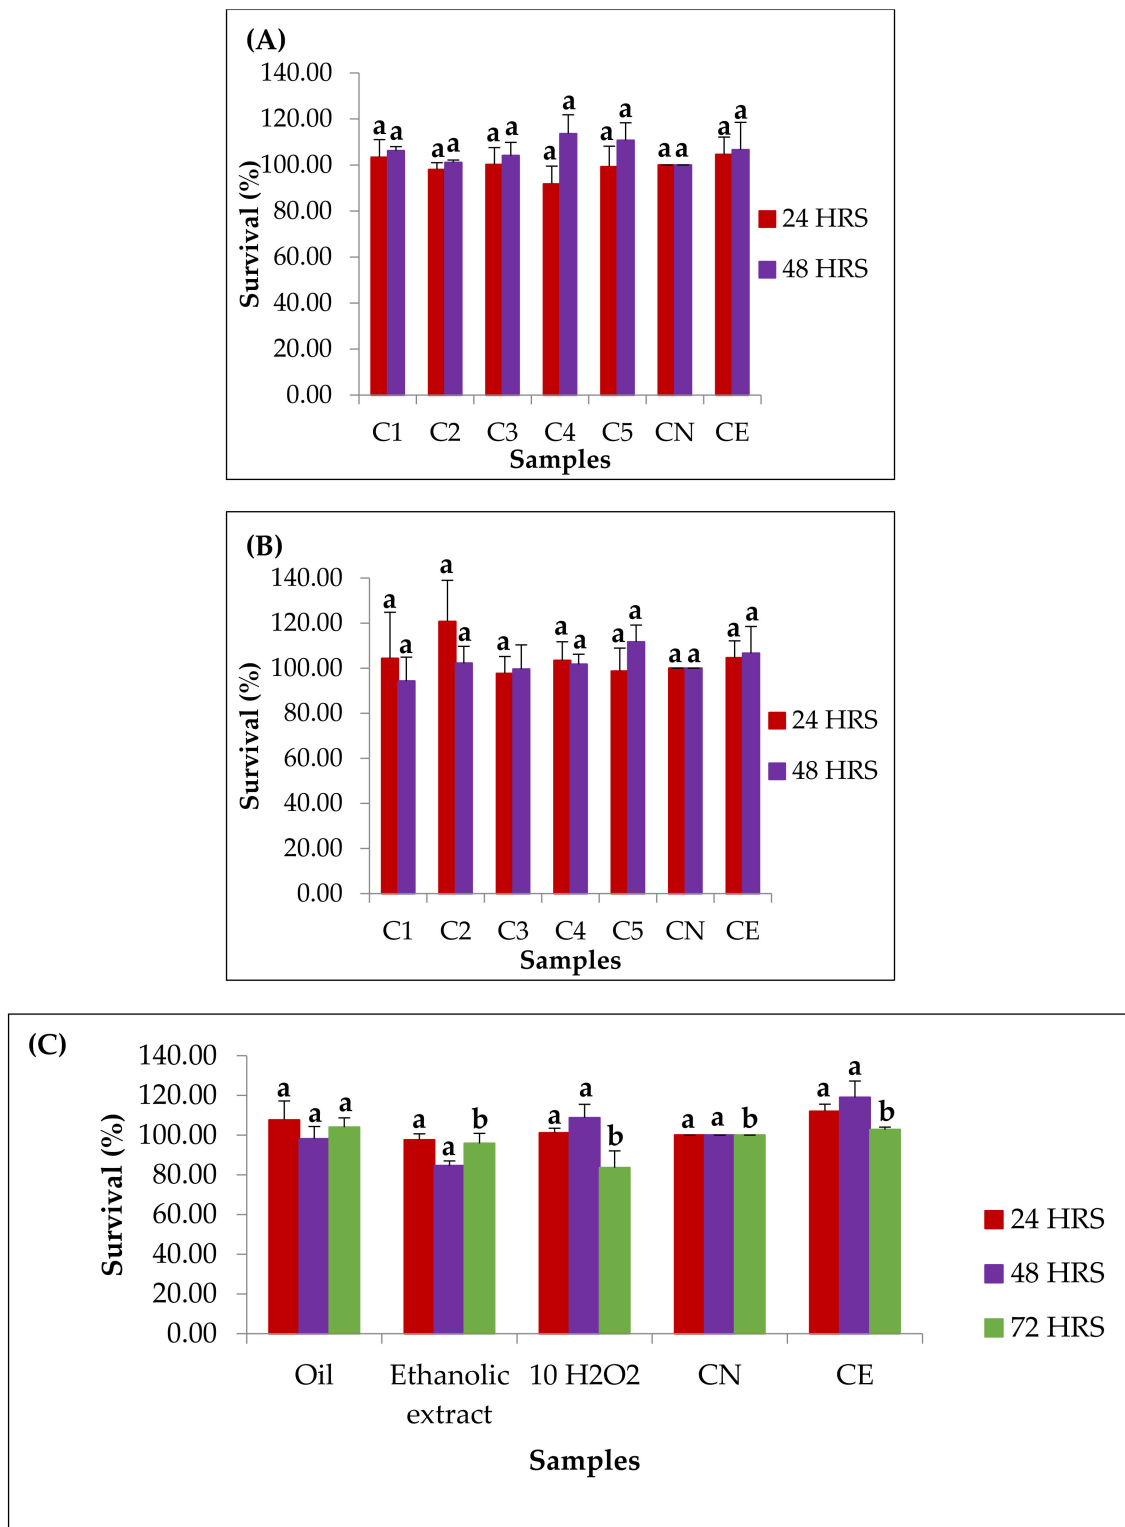 (A)
140.00
120.00
100.00
80.00
60.00
40.00
20.00
0.00
Survival (%)
a a a a a a a a a a a a a a
C1 C2 C3 C4 C5 CN CE
Samples
24 HRS
48 HRS
(B)
140.00
120.00
100.00
80.00
60.00
40.00
20.00
0.00
Survival (%)
a a a a a a a a a a a a a
C1 C2 C3 C4 C5 CN CE
Samples
24 HRS
48 HRS
(C)
140.00
120.00
100.00
80.00
60.00
40.00
20.00
0.00
Survival (%)
a a a a a b a a b a a b a a b
Oil Ethanolic extract 10 H2O2 CN CE
Samples
24 HRS
48 HRS
72 HRS